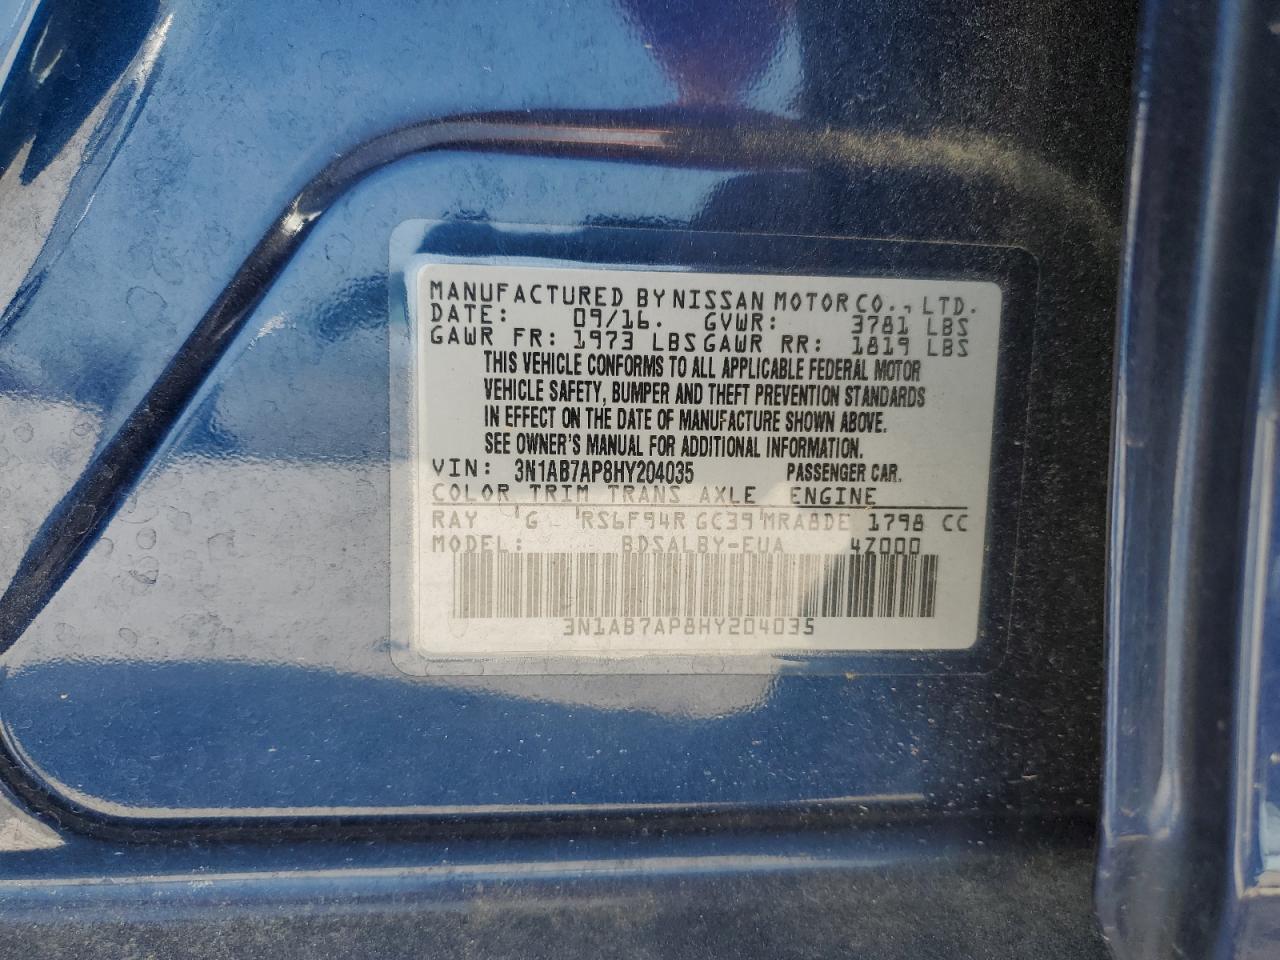 MANUFACTURED BY NISSAN MOTOR CO., LTD.
DATE: 09/16. GVWR: 3781 LBS
GAWR FR: 1973 LBS GAWR RR: 1819 LBS
THIS VEHICLE CONFORMS TO ALL APPLICABLE FEDERAL MOTOR
VEHICLE SAFETY, BUMPER AND THEFT PREVENTION STANDARDS
IN EFFECT ON THE DATE OF MANUFACTURE SHOWN ABOVE.
SEE OWNER'S MANUAL FOR ADDITIONAL INFORMATION.
VIN: 3N1AB7AP8HY204035 PASSENGER CAR.
COLOR TRIM TRANS AXLE ENGINE
RAY 'G 'RS6F94R GC39'MRA8DE 1798 CC
MODEL: BDSALBY-EUA 4Z000
3N1AB7AP8HY204035